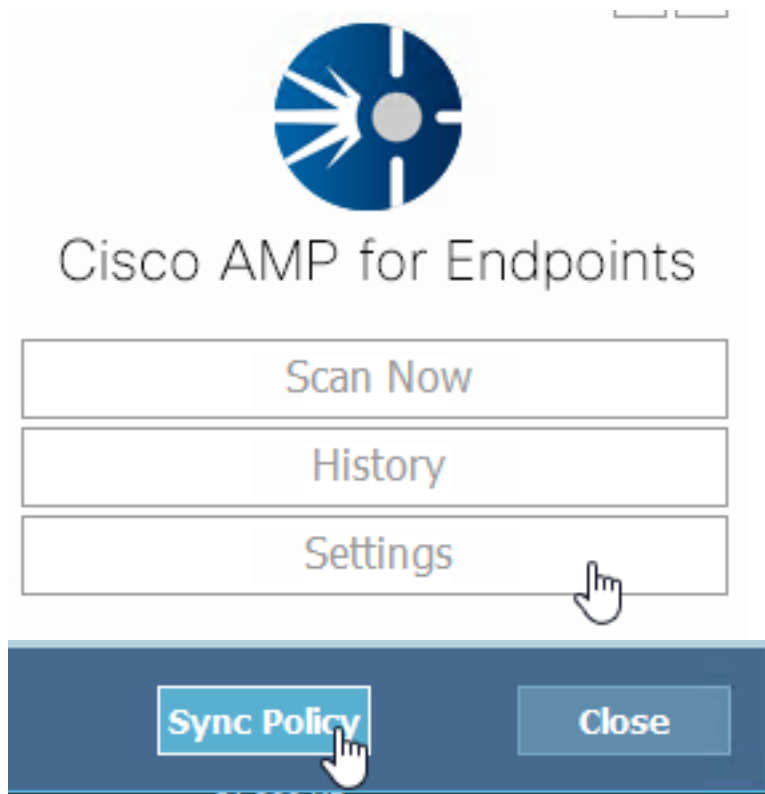 Cisco AMP for Endpoints
Scan Now
History
Settings
Sync Policy
Close